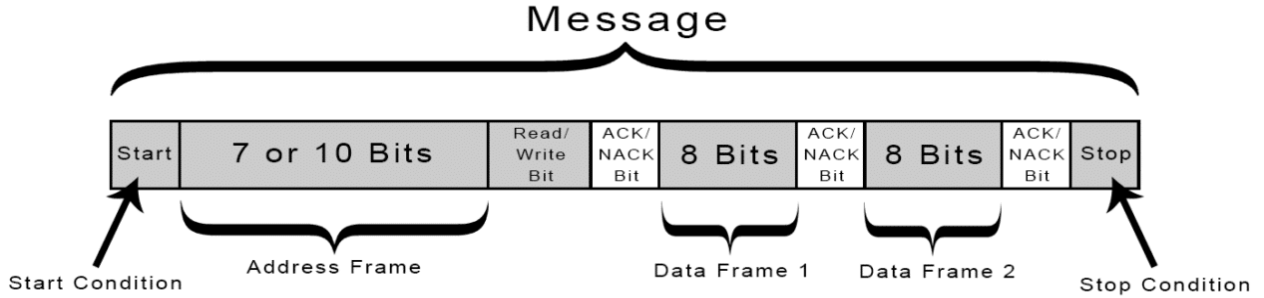 Message
Start
7 or 10 Bits
Read/
Write
Bit
ACK/
NACK
Bit
8 Bits
ACK/
NACK
Bit
8 Bits
ACK/
NACK
Bit
Stop
Address Frame
Data Frame 1
Data Frame 2
Start Condition
Stop Condition